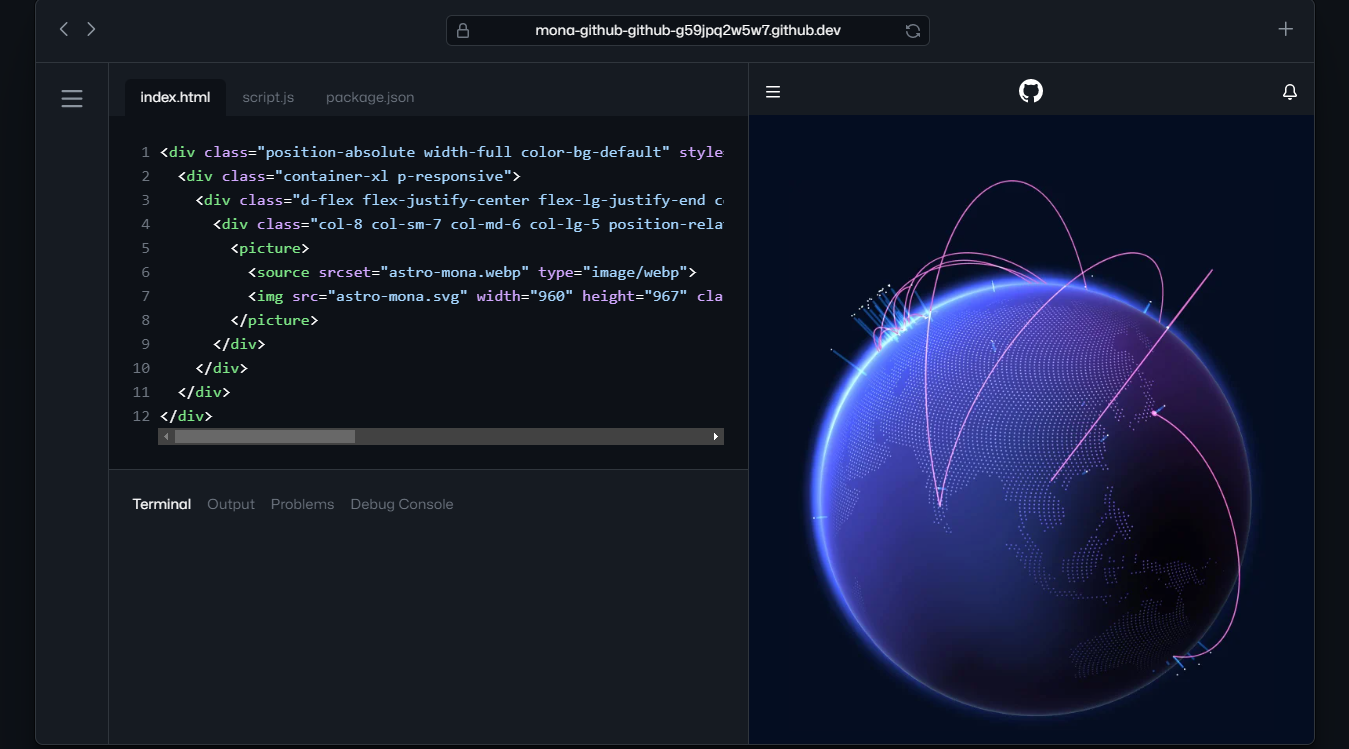 mona-github-github-g59jpq2w5w7.github.dev
index.html script.js package.json
1 <div class="position-absolute width-full color-bg-default" style
2 <div class="container-xl p-responsive">
3 <div class="d-flex flex-justify-center flex-lg-justify-end c
4 <div class="col-8 col-sm-7 col-md-6 col-lg-5 position-rela
5 <picture>
6 <source srcset="astro-mona.webp" type="image/webp">
7 <img src="astro-mona.svg" width="960" height="967" cla
8 </picture>
9 </div>
10 </div>
11 </div>
12 </div>
Terminal Output Problems Debug Console